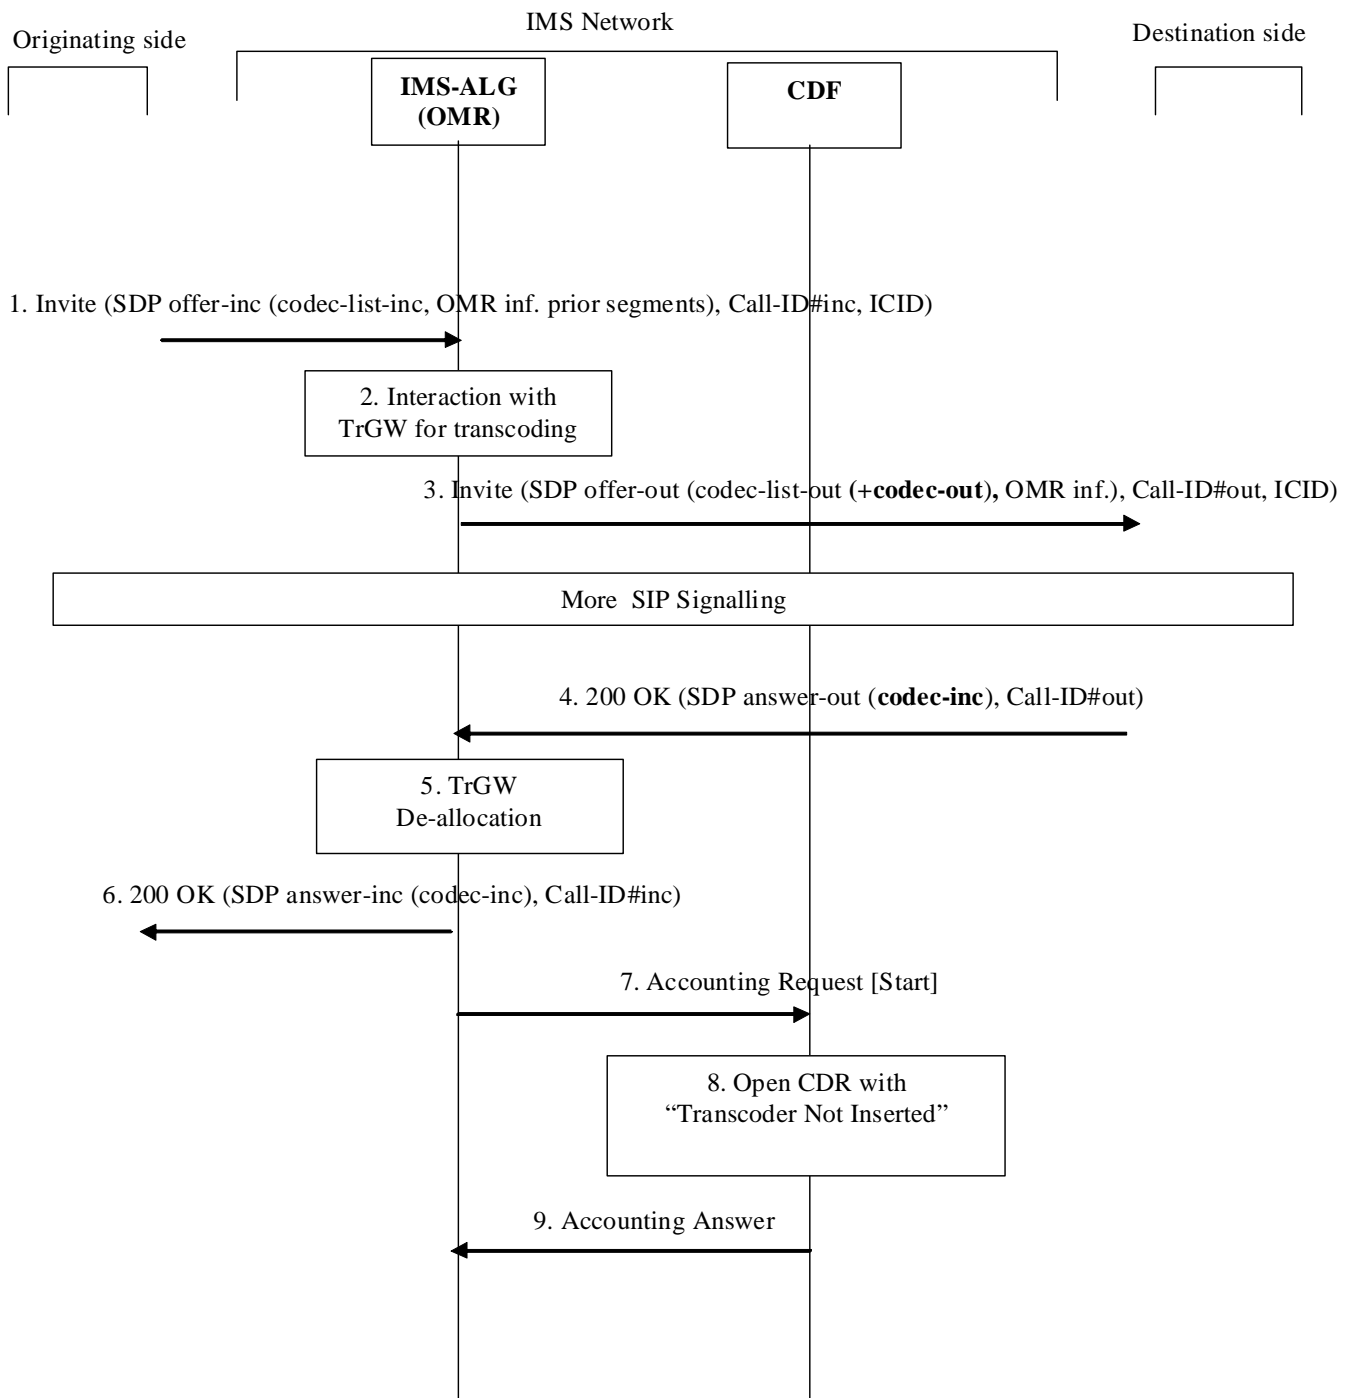 IMS Network
Originating side
Destination side
IMS-ALG
(OMR)
CDF
1. Invite (SDP offer-inc (codec-list-inc, OMR inf. prior segments), Call-ID#inc, ICID)
2. Interaction with
TrGW for transcoding
3. Invite (SDP offer-out (codec-list-out (+codec-out), OMR inf.), Call-ID#out, ICID)
More SIP Signalling
4. 200 OK (SDP answer-out (codec-inc), Call-ID#out)
5. TrGW
De-allocation
6. 200 OK (SDP answer-inc (codec-inc), Call-ID#inc)
7. Accounting Request [Start]
8. Open CDR with
“Transcoder Not Inserted”
9. Accounting Answer